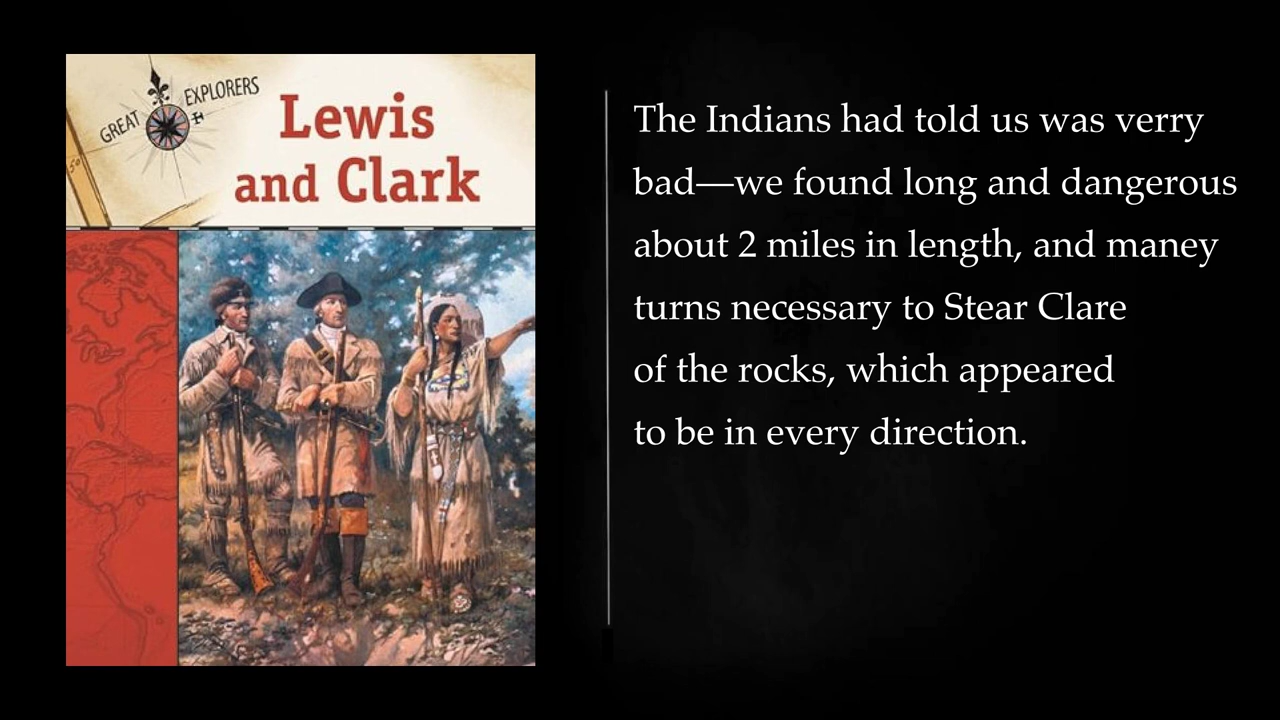 GREAT EXPLORERS
Lewis
and Clark
50
The Indians had told us was verry
bad—we found long and dangerous
about 2 miles in length, and maney
turns necessary to Stear Clare
of the rocks, which appeared
to be in every direction.